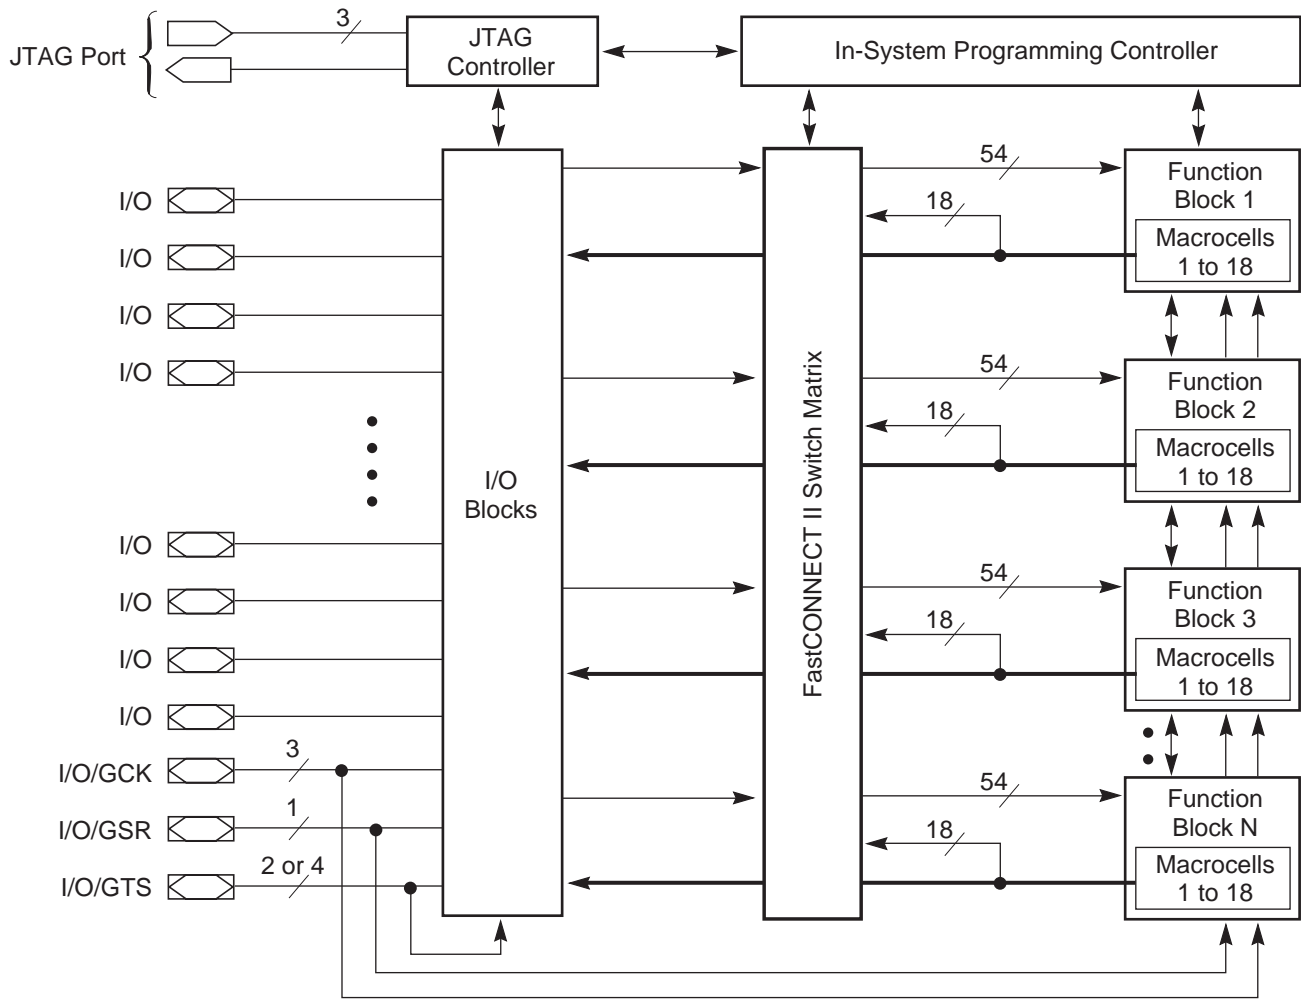 JTAG Port
3
JTAG
Controller
In-System Programming Controller
I/O
I/O
I/O
I/O
I/O
I/O
I/O
I/O
I/O/GCK
3
I/O/GSR
1
I/O/GTS
2 or 4
I/O
Blocks
FastCONNECT II Switch Matrix
54
18
Function
Block 1
Macrocells
1 to 18
54
18
Function
Block 2
Macrocells
1 to 18
54
18
Function
Block 3
Macrocells
1 to 18
54
18
Function
Block N
Macrocells
1 to 18